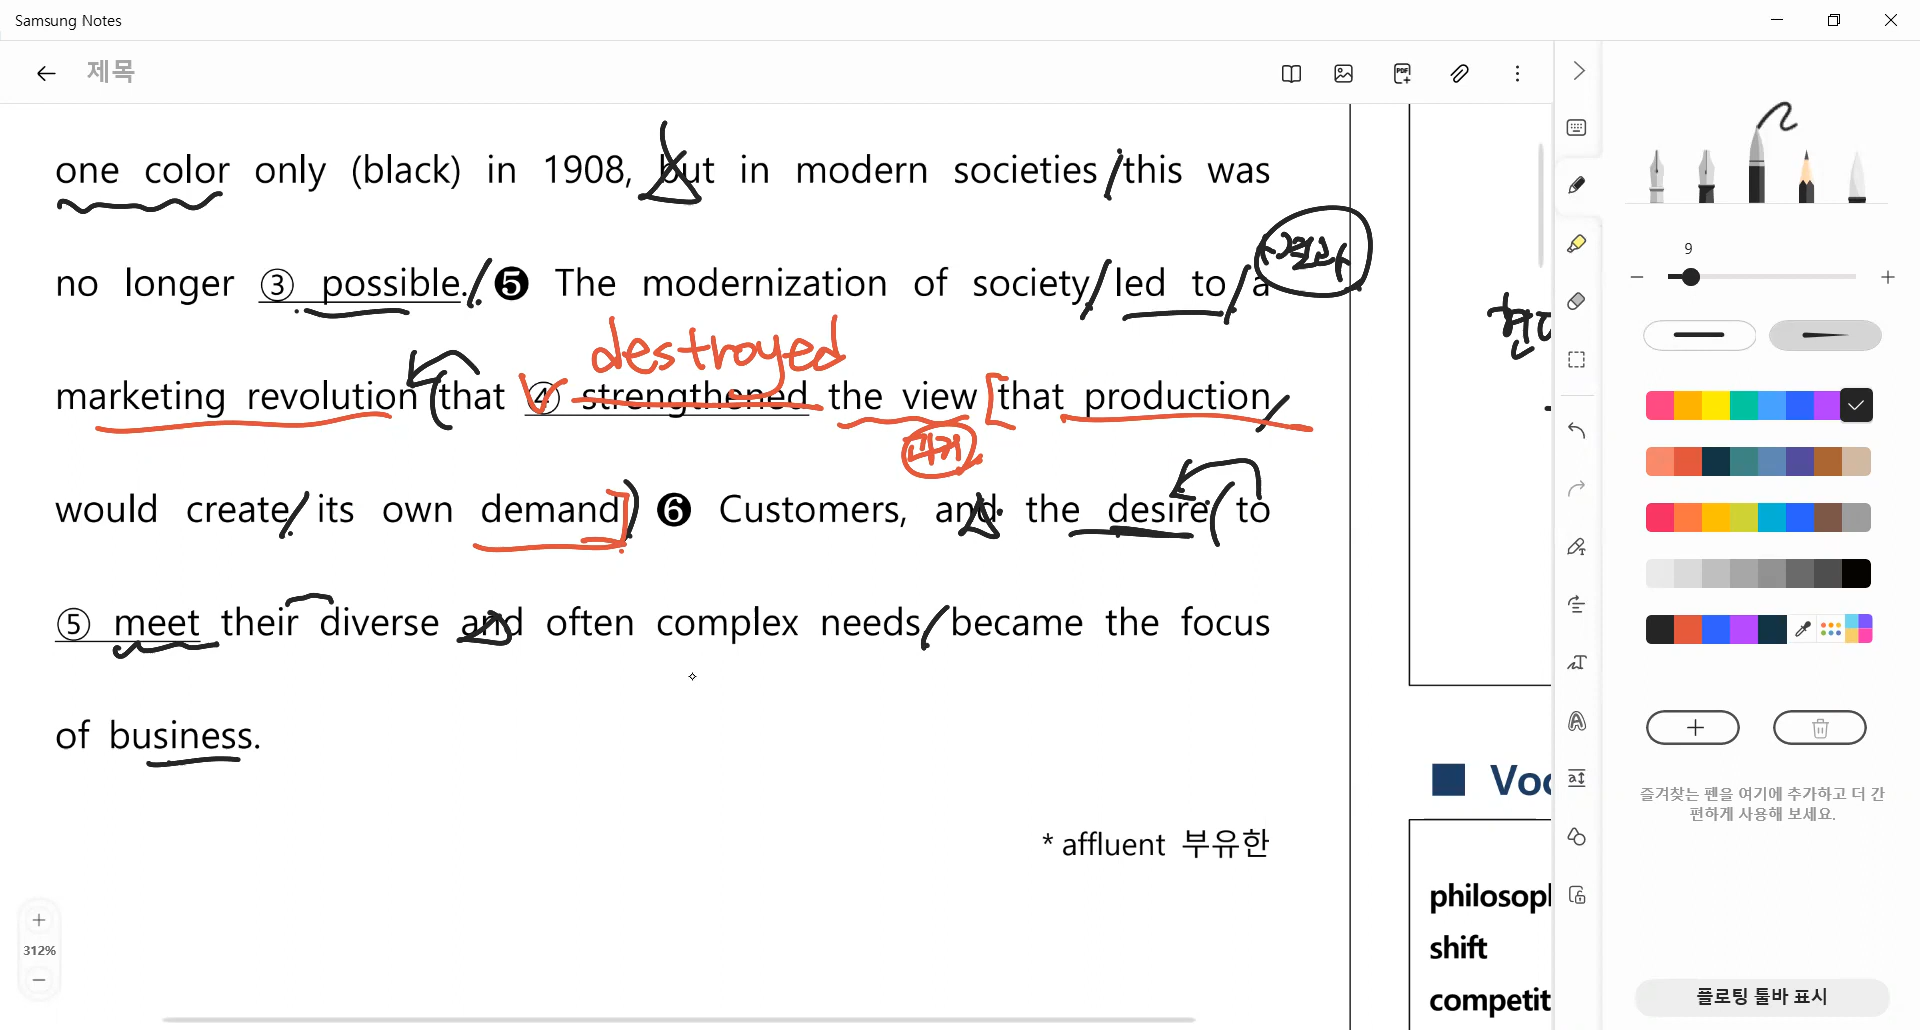 Samsung Notes
제목
one color only (black) in 1908, but in modern societies this was
no longer ③ possible. ❺ The modernization of society led to a
destroyed
marketing revolution that ④ strengthened the view that production
과거
would create its own demand. ❻ Customers, and the desire to
⑤ meet their diverse and often complex needs, became the focus
of business.
* affluent 부유한
Voc
philosoph
shift
competit
312%
9
즐겨찾는 펜을 여기에 추가하고 더 간
편하게 사용해 보세요.
플로팅 툴바 표시